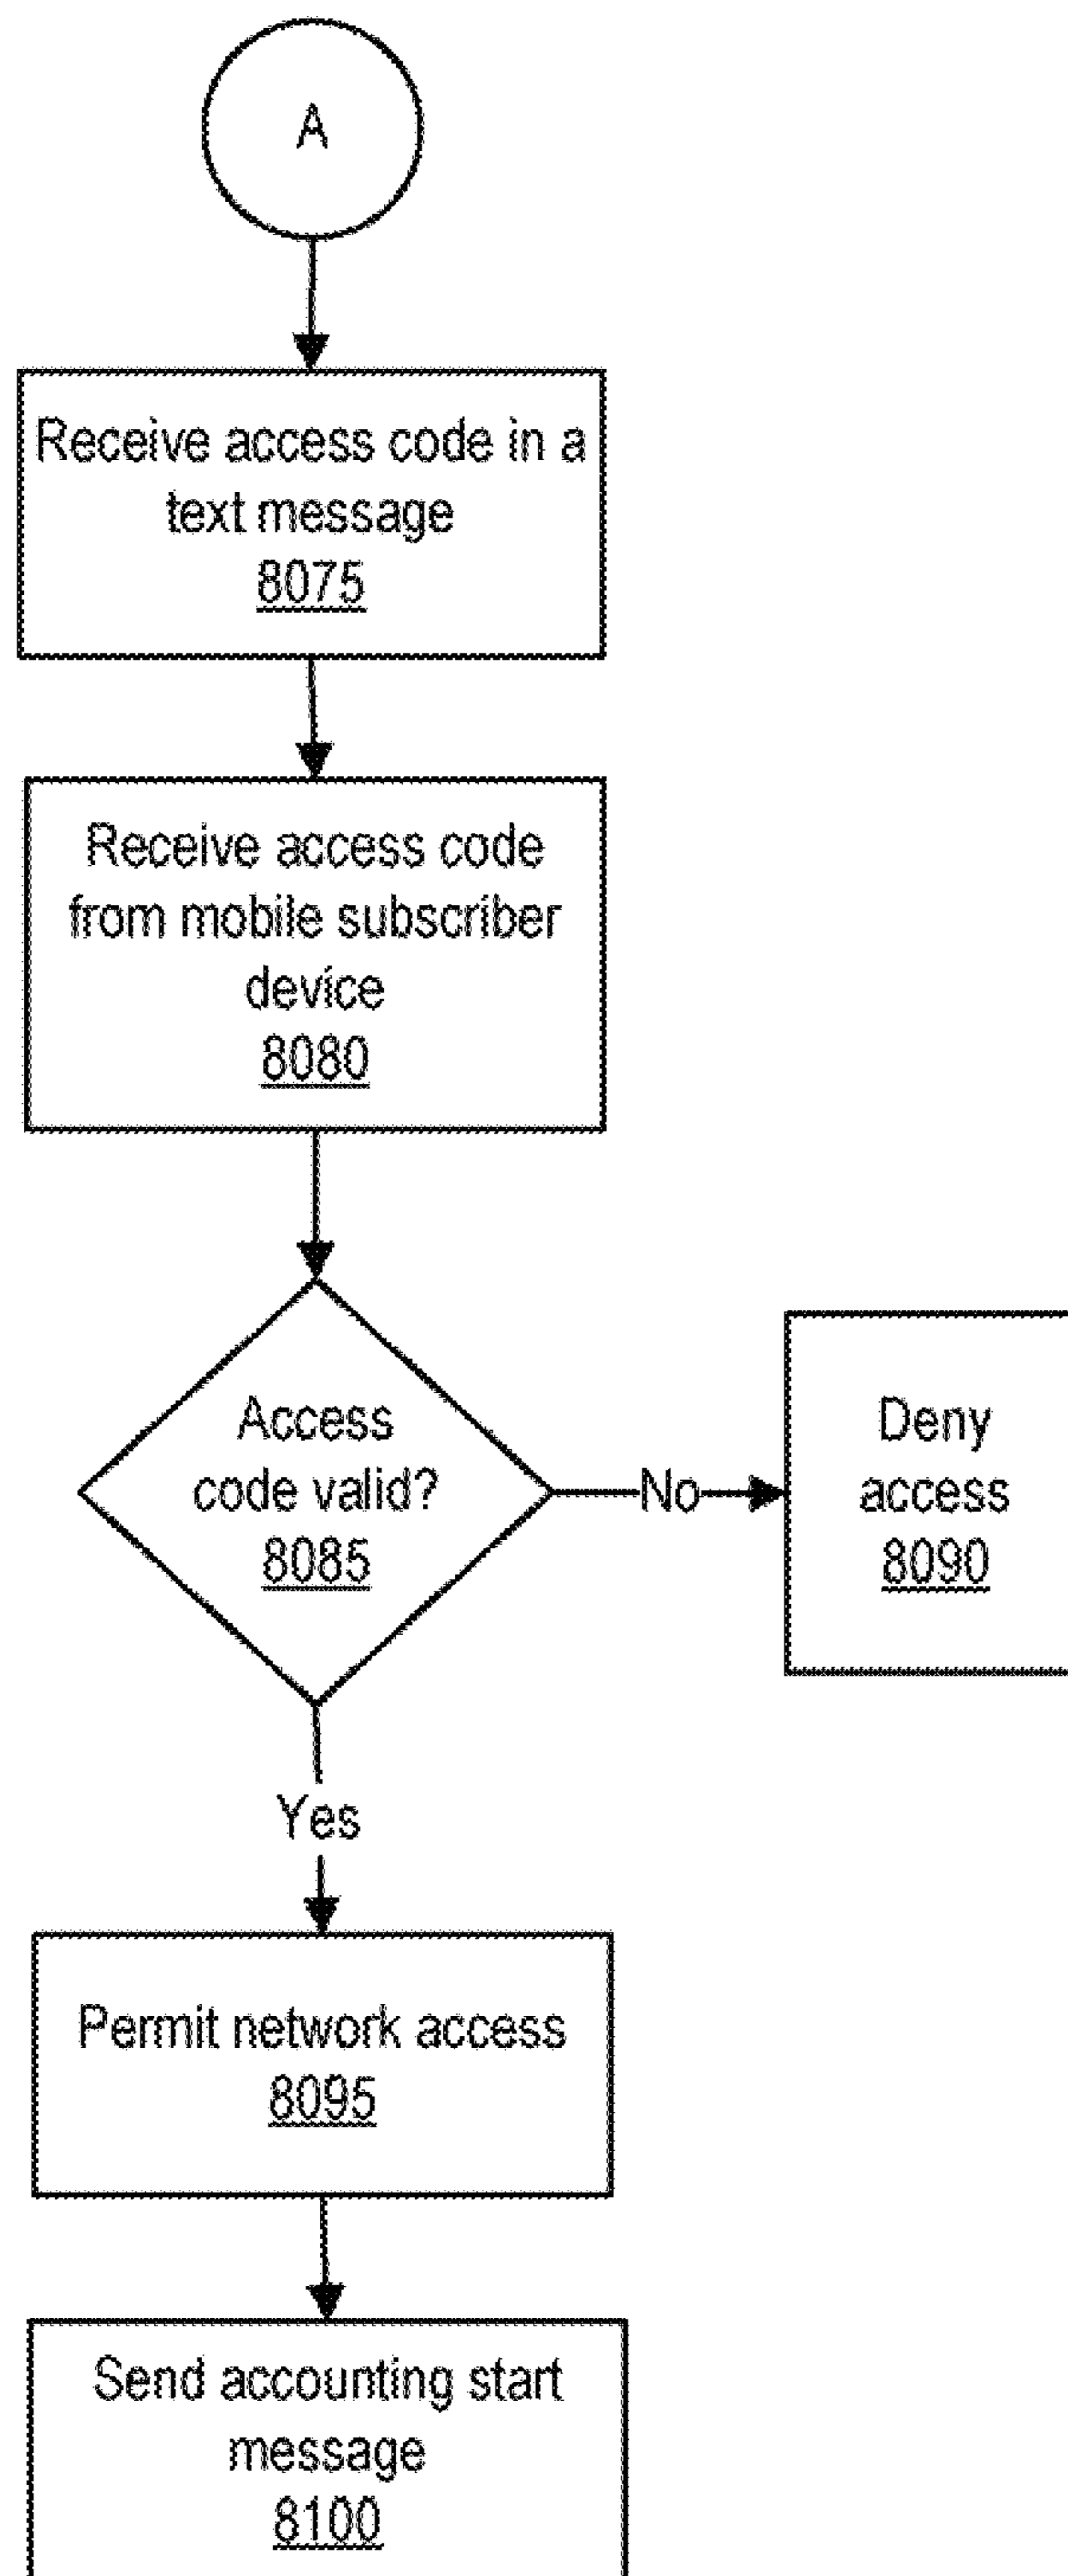 A
Receive access code in a
text message
8075
Receive access code
from mobile subscriber
device
8080
Access
code valid?
8085
No
Deny
access
8090
Yes
Permit network access
8095
Send accounting start
message
8100